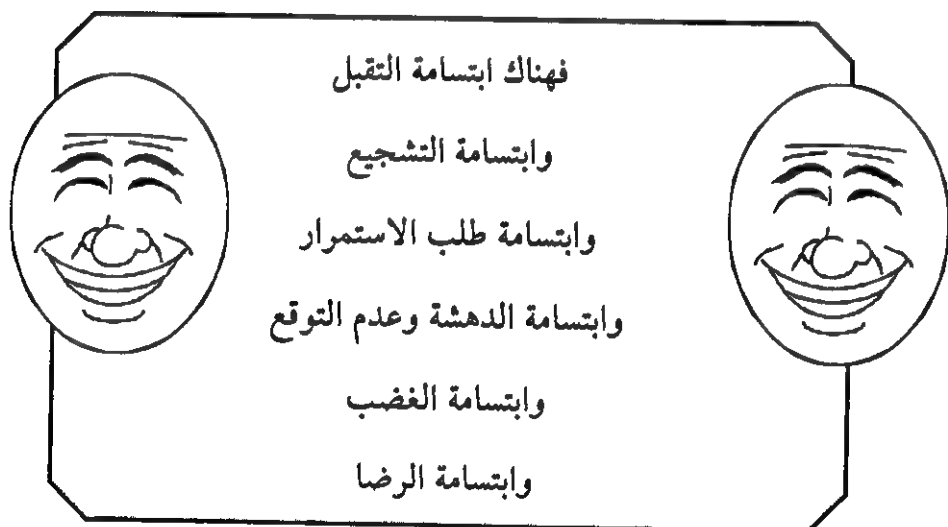 فهناك ابتسامة التقبل
وابتسامة التشجيع
وابتسامة طلب الاستمرار
وابتسامة الدهشة وعدم التوقع
وابتسامة الغضب
وابتسامة الرضا